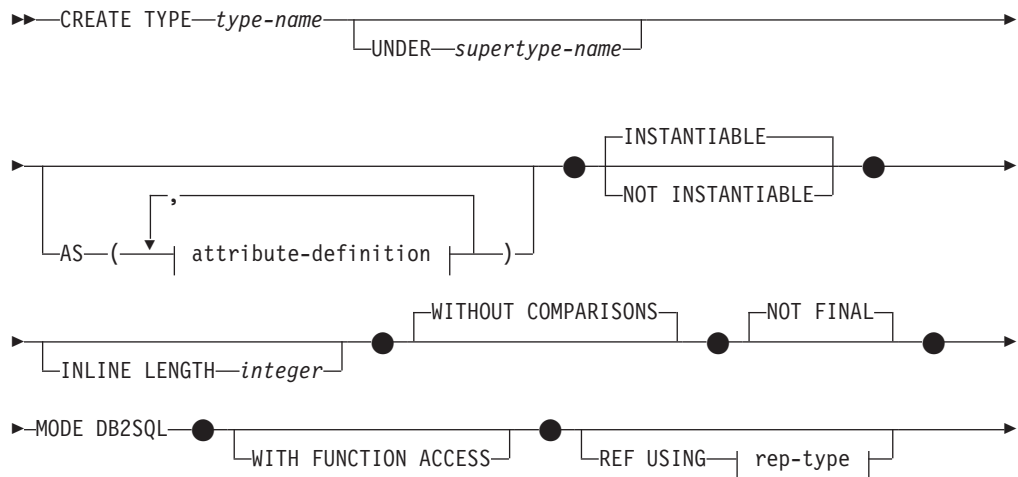 CREATE TYPE type-name
UNDER supertype-name
INSTANTIABLE
NOT INSTANTIABLE
,
AS ( attribute-definition )
WITHOUT COMPARISONS NOT FINAL
INLINE LENGTH integer
MODE DB2SQL
WITH FUNCTION ACCESS REF USING rep-type